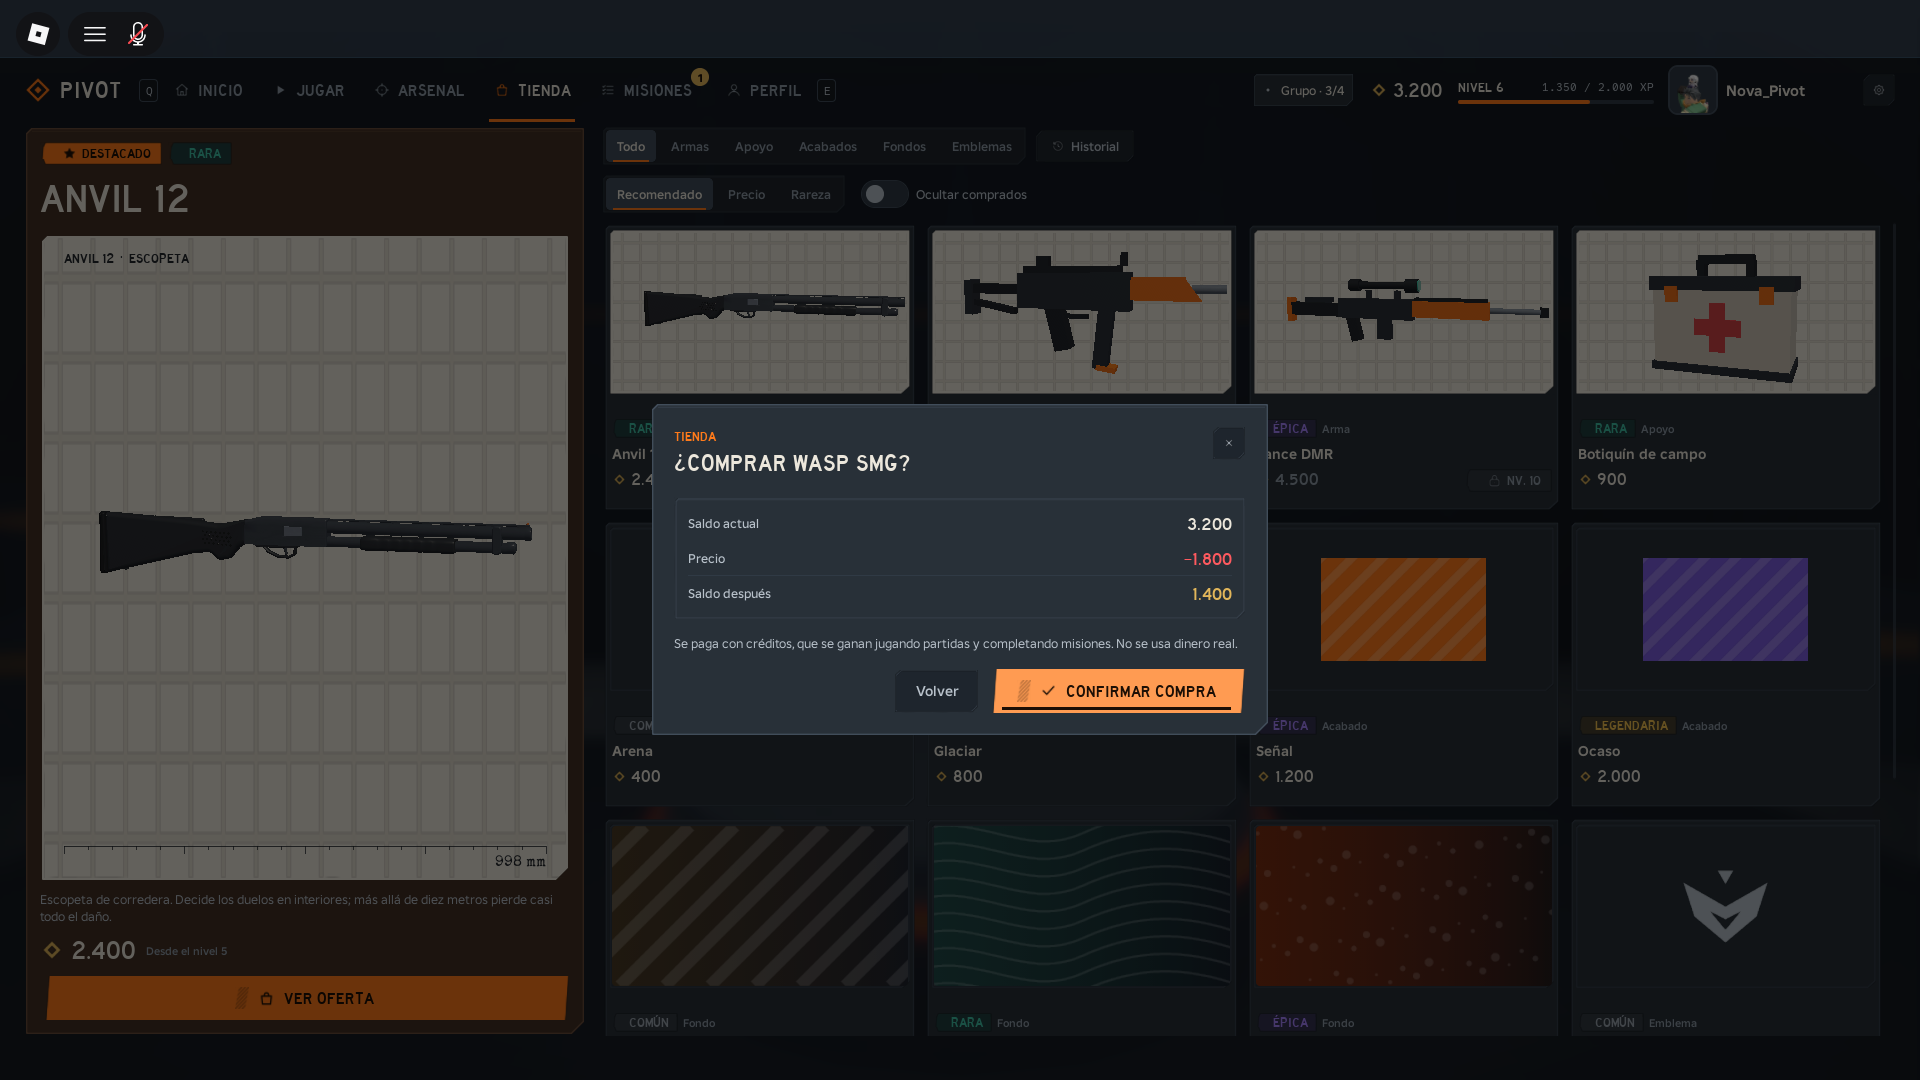 PIVOT
Q
INICIO
JUGAR
ARSENAL
TIENDA
MISIONES
1
PERFIL
E
Grupo · 3/4
3.200
NIVEL 6
1.350 / 2.000 XP
Nova_Pivot
DESTACADO
RARA
ANVIL 12
ANVIL 12 · ESCOPETA
998 mm
Escopeta de corredera. Decide los duelos en interiores; más allá de diez metros pierde casi
todo el daño.
2.400
Desde el nivel 5
VER OFERTA
Todo
Armas
Apoyo
Acabados
Fondos
Emblemas
Historial
Recomendado
Precio
Rareza
Ocultar comprados
ÉPICA
Arma
4.500
NV. 10
RARA
Apoyo
Botiquín de campo
900
TIENDA
¿COMPRAR WASP SMG?
Saldo actual
3.200
Precio
−1.800
Saldo después
1.400
Se paga con créditos, que se ganan jugando partidas y completando misiones. No se usa dinero real.
Volver
CONFIRMAR COMPRA
Arena
400
Glaciar
800
ÉPICA
Acabado
Señal
1.200
LEGENDARIA
Acabado
Ocaso
2.000
COMÚN
Fondo
RARA
Fondo
ÉPICA
Fondo
COMÚN
Emblema